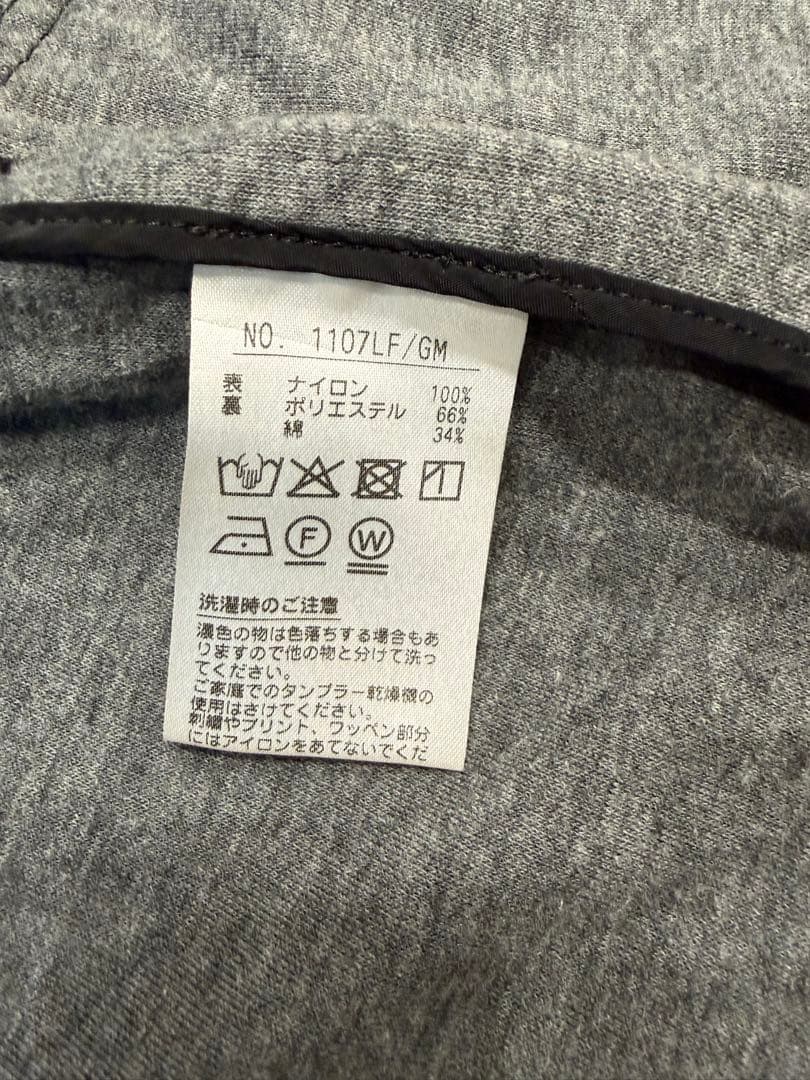 NO. 1107LF/GM
表 ナイロン 100%
裏 ポリエステル 66%
綿 34%
F W
洗濯時のご注意
濃色の物は色落ちする場合もあ
りますので他の物と分けて洗っ
てください。
ご家庭でのタンブラー乾燥機の
使用はさけてください。
刺繍やプリント、ワッペン部分
にはアイロンをあてないでくだ